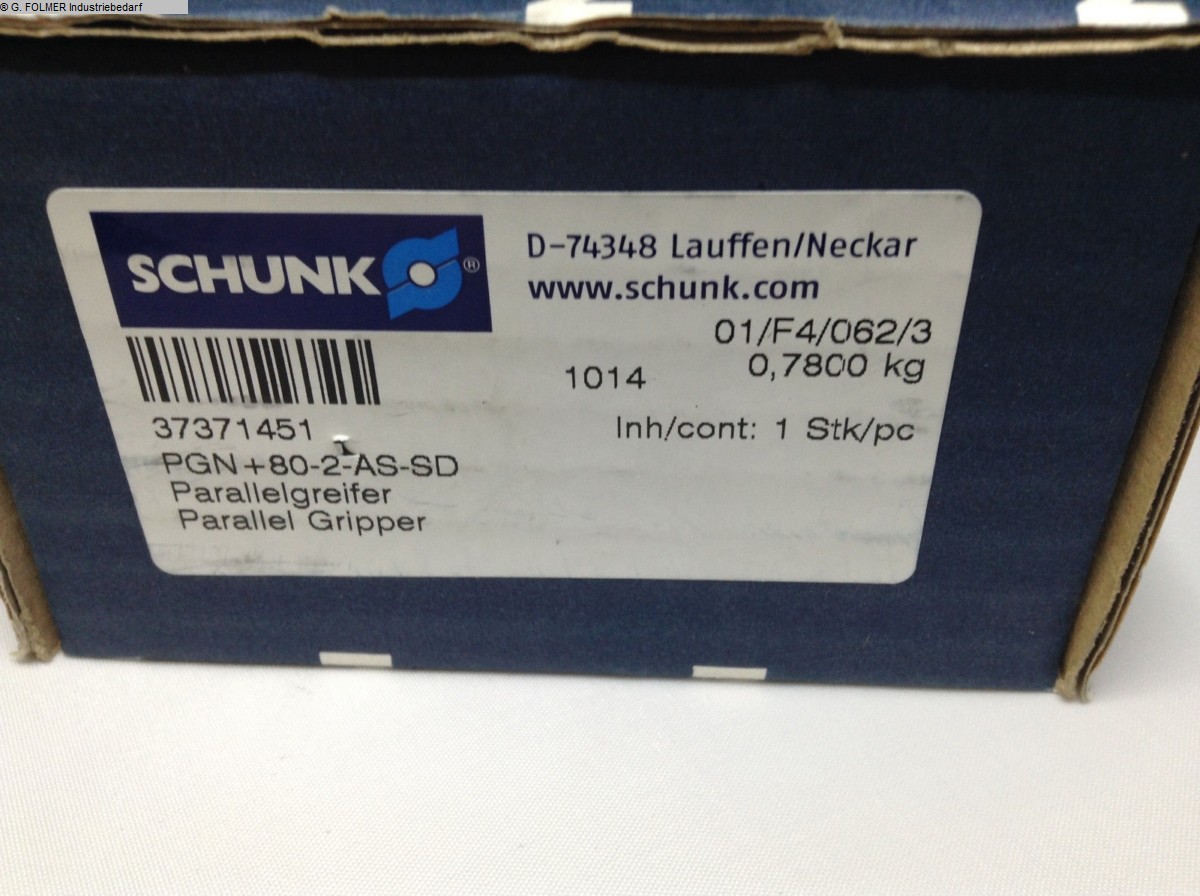 © G. FOLMER Industriebedarf
SCHUNK ®
D-74348 Lauffen/Neckar
www.schunk.com
01/F4/062/3
1014 0,7800 kg
37371451 Inh/cont: 1 Stk/pc
PGN+80-2-AS-SD
Parallelgreifer
Parallel Gripper